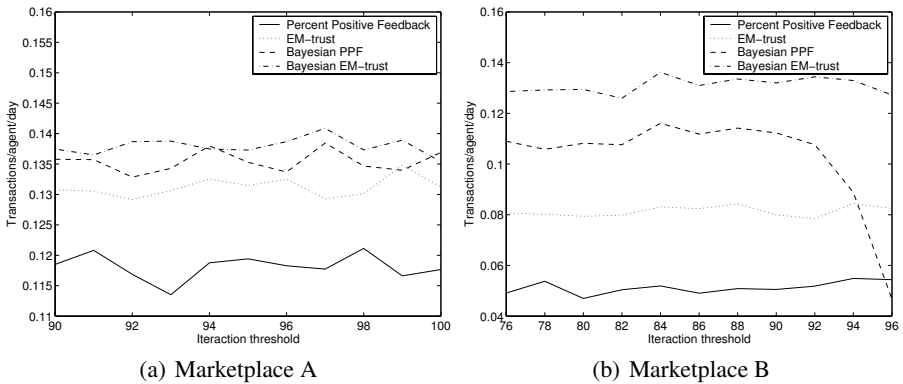 0.16
0.155
0.15
0.145
0.14
0.135
0.13
0.125
0.12
0.115
0.11
Transactions/agent/day
90 92 94 96 98 100
Iteraction threshold
Percent Positive Feedback
EM−trust
Bayesian PPF
Bayesian EM−trust
(a) Marketplace A
0.16
0.14
0.12
0.1
0.08
0.06
0.04
Transactions/agent/day
76 78 80 82 84 86 88 90 92 94 96
Iteraction threshold
Percent Positive Feedback
EM−trust
Bayesian PPF
Bayesian EM−trust
(b) Marketplace B